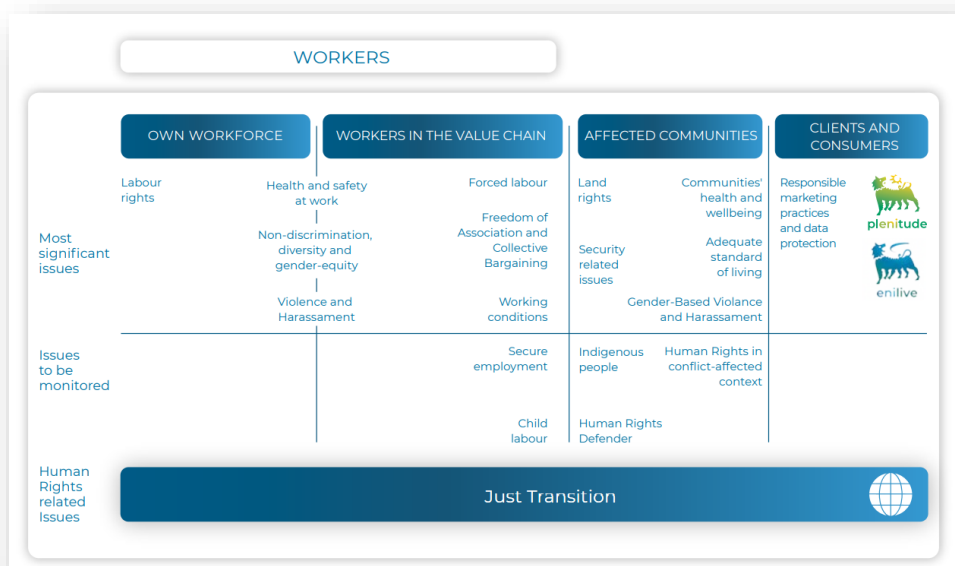 WORKERS
OWN WORKFORCE
WORKERS IN THE VALUE CHAIN
AFFECTED COMMUNITIES
CLIENTS AND
CONSUMERS
Most
significant
issues
Labour
rights
Health and safety
at work
Non-discrimination,
diversity and
gender-equity
Violence and
Harassament
Forced labour
Freedom of
Association and
Collective
Bargaining
Working
conditions
Land
rights
Security
related
issues
Communities'
health and
wellbeing
Adequate
standard
of living
Gender-Based Violance
and Harassament
Responsible
marketing
practices
and data
protection
plenitude
enilive
Issues
to be
monitored
Secure
employment
Child
labour
Indigenous
people
Human Rights in
conflict-affected
context
Human Rights
Defender
Human
Rights
related
Issues
Just Transition